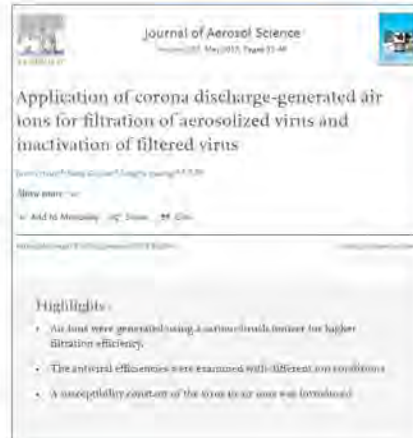 Journal of Aerosol Science
Application of corona discharge-generated air
ions for filtration of aerosolized virus and
inactivation of filtered virus
Show more
Add to Mendeley Share Cite
Highlights
• Air ions were generated using a carbon brush ionizer for higher
filtration efficiency.
• The antiviral efficiencies were examined with different ion conditions
• A susceptibility constant of the virus to air ions was introduced